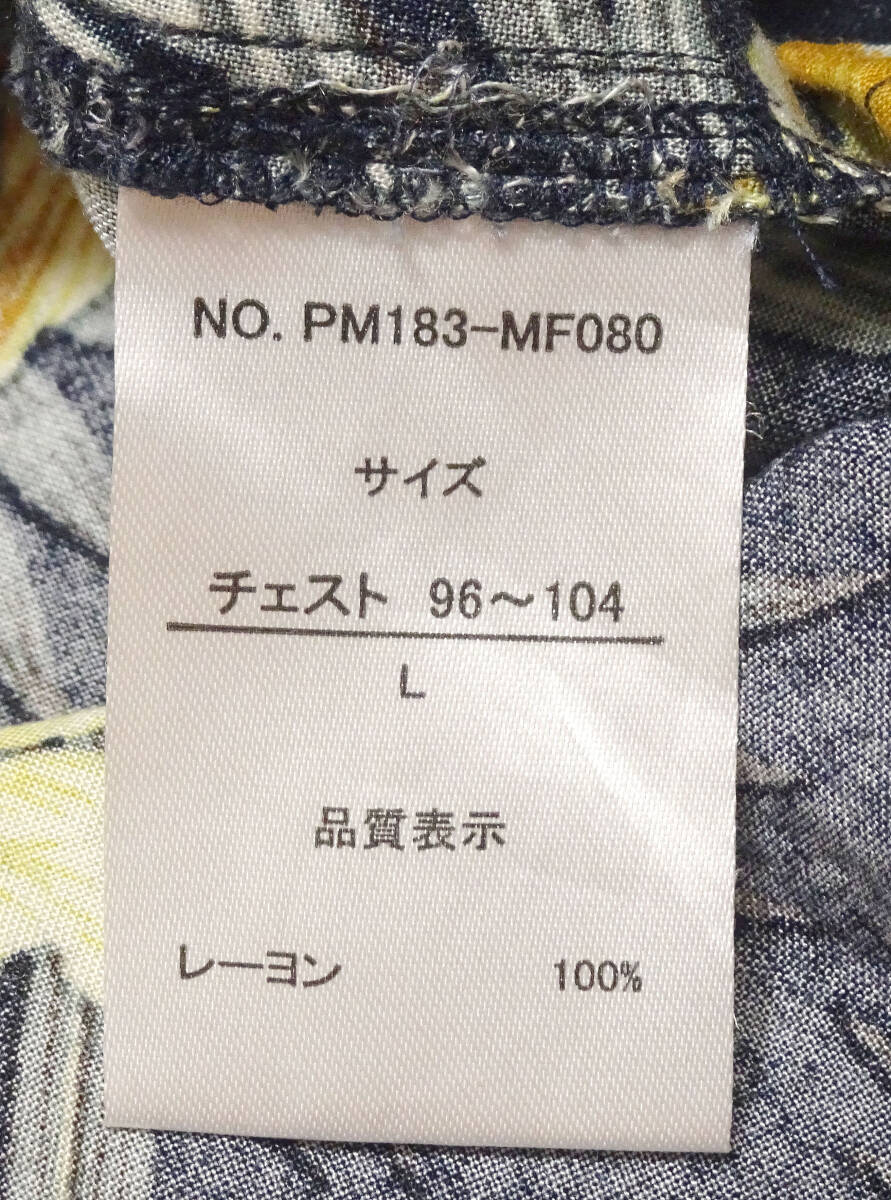 NO. PM183-MF080
サイズ
チェスト 96～104
L
品質表示
レーヨン 100%